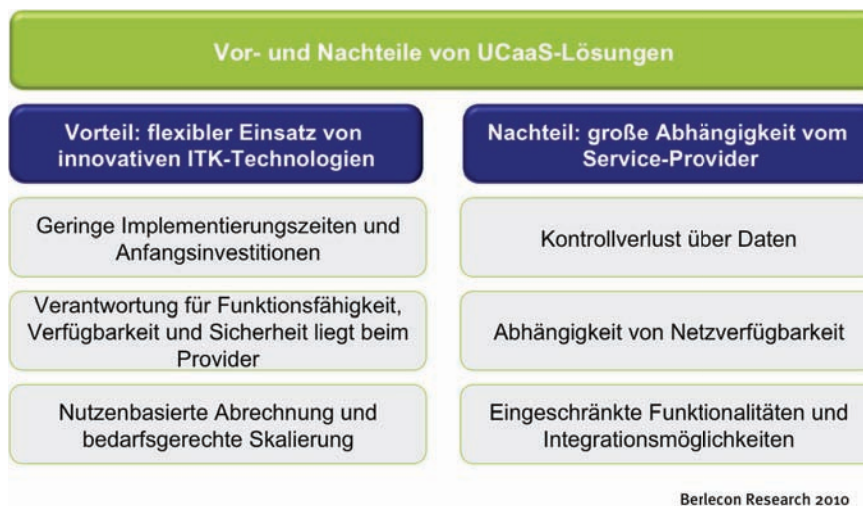 Vor- und Nachteile von UCaaS-Lösungen
Vorteil: flexibler Einsatz von
innovativen ITK-Technologien
Geringe Implementierungszeiten und
Anfangsinvestitionen
Verantwortung für Funktionsfähigkeit,
Verfügbarkeit und Sicherheit liegt beim
Provider
Nutzenbasierte Abrechnung und
bedarfsgerechte Skalierung
Nachteil: große Abhängigkeit vom
Service-Provider
Kontrollverlust über Daten
Abhängigkeit von Netzverfügbarkeit
Eingeschränkte Funktionalitäten und
Integrationsmöglichkeiten
Berlecon Research 2010